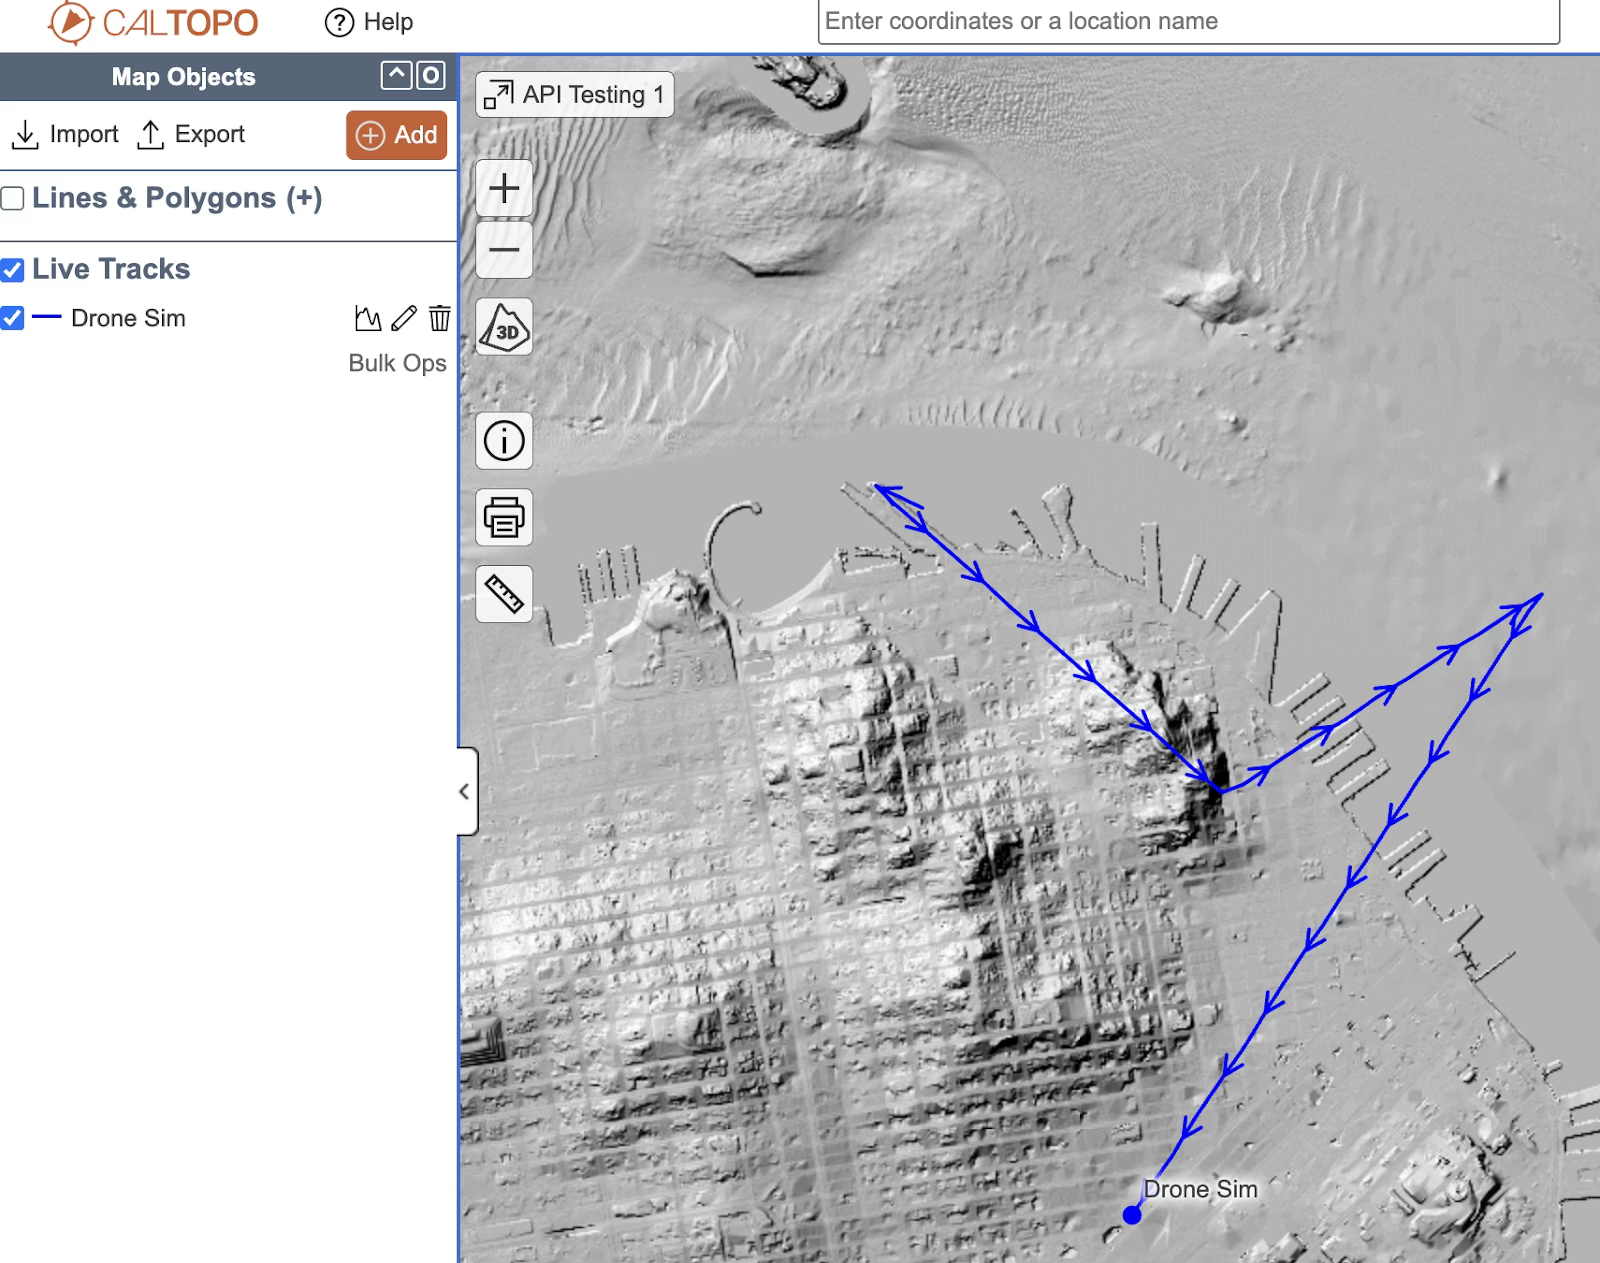 CALTOPO
? Help
Enter coordinates or a location name
Map Objects
^ O
Import Export + Add
Lines & Polygons (+)
Live Tracks
Drone Sim
Bulk Ops
API Testing 1
+
−
3D
i
<
Drone Sim